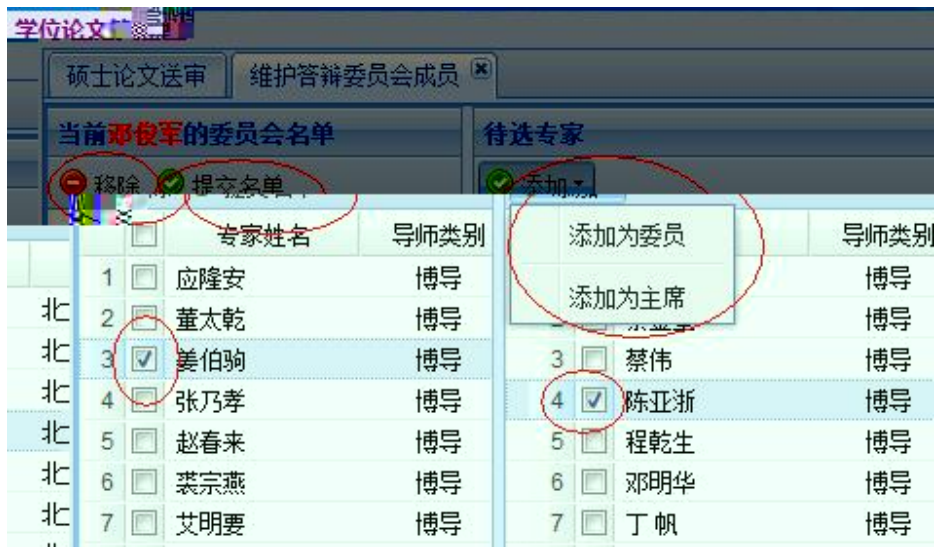 学位论文
硕士论文送审 维护答辩委员会成员
当前邓俊军的委员会名单 待选专家
移除 提交名单 添加
专家姓名 导师类别 添加为委员 导师类别
1 应隆安 博导 博导
添加为主席
北 2 董太乾 博导 博导
北 3 姜伯驹 博导 3 蔡伟 博导
北 4 张乃孝 博导 4 陈亚浙 博导
北 5 赵春来 博导 5 程乾生 博导
北 6 裘宗燕 博导 6 邓明华 博导
北 7 艾明要 博导 7 丁帆 博导